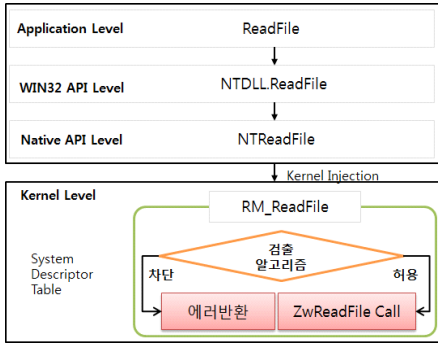 Application Level
ReadFile
WIN32 API Level
NTDLL.ReadFile
Native API Level
NTReadFile
Kernel Injection
Kernel Level
RM_ReadFile
System
Descriptor
Table
검출
알고리즘
차단
허용
에러반환
ZwReadFile Call